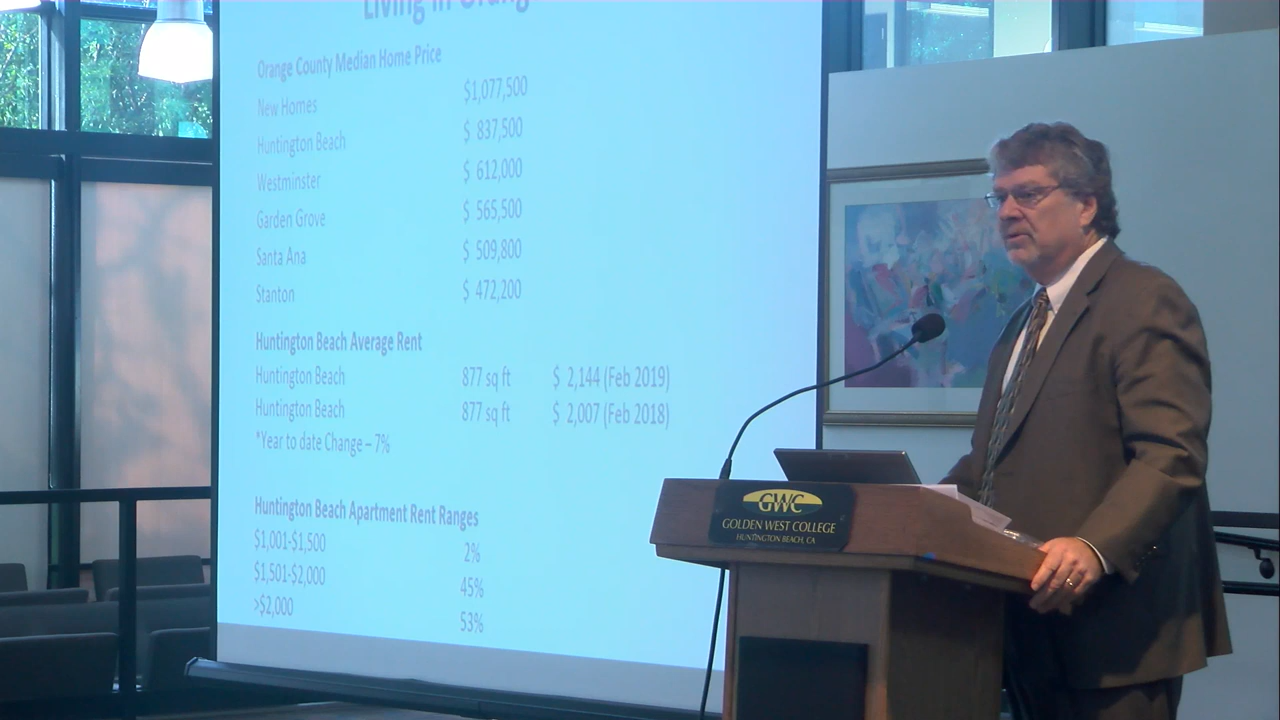 Living in Orang
Orange County Median Home Price
New Homes $1,077,500
Huntington Beach $ 837,500
Westminster $ 612,000
Garden Grove $ 565,500
Santa Ana $ 509,800
Stanton $ 472,200
Huntington Beach Average Rent
Huntington Beach 877 sq ft $ 2,144 (Feb 2019)
Huntington Beach 877 sq ft $ 2,007 (Feb 2018)
*Year to date Change – 7%
Huntington Beach Apartment Rent Ranges
$1,001-$1,500 2%
$1,501-$2,000 45%
>$2,000 53%
GWC
GOLDEN WEST COLLEGE
HUNTINGTON BEACH, CA